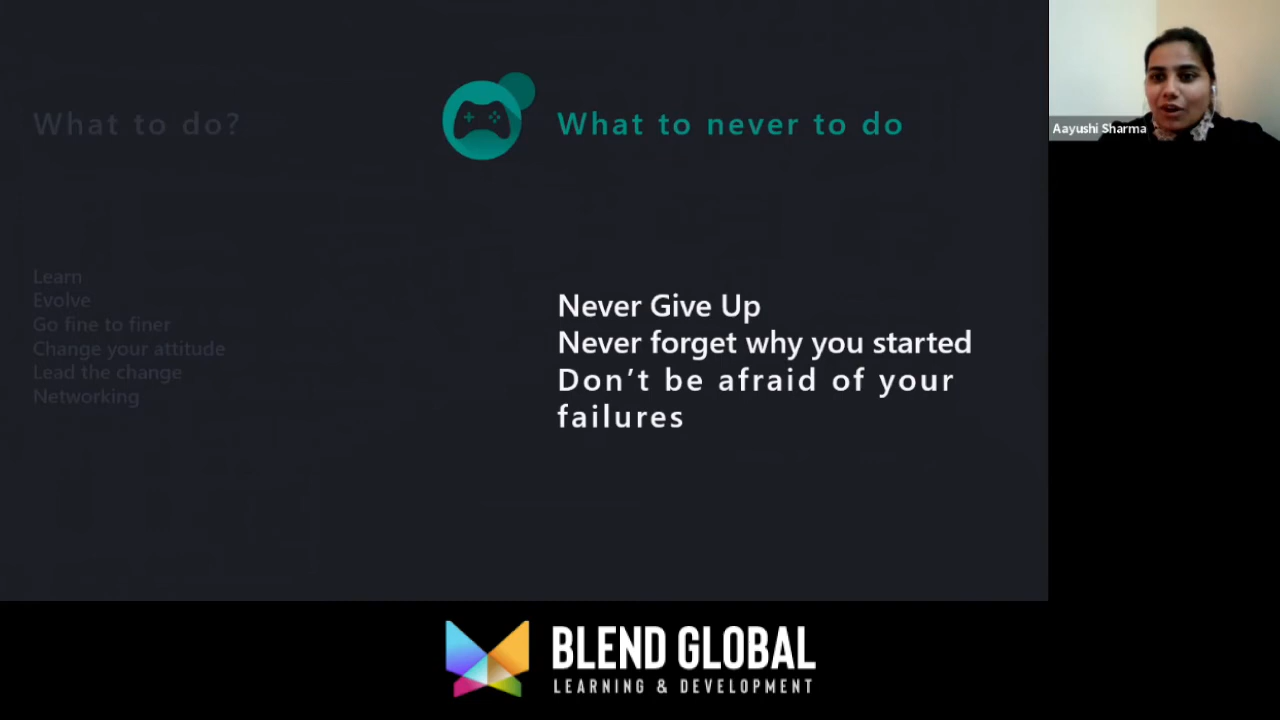 What to do?
What to never to do
Aayushi Sharma
Learn
Evolve
Go fine to finer
Change your attitude
Lead the change
Networking
Never Give Up
Never forget why you started
Don’t be afraid of your
failures
BLEND GLOBAL
LEARNING & DEVELOPMENT